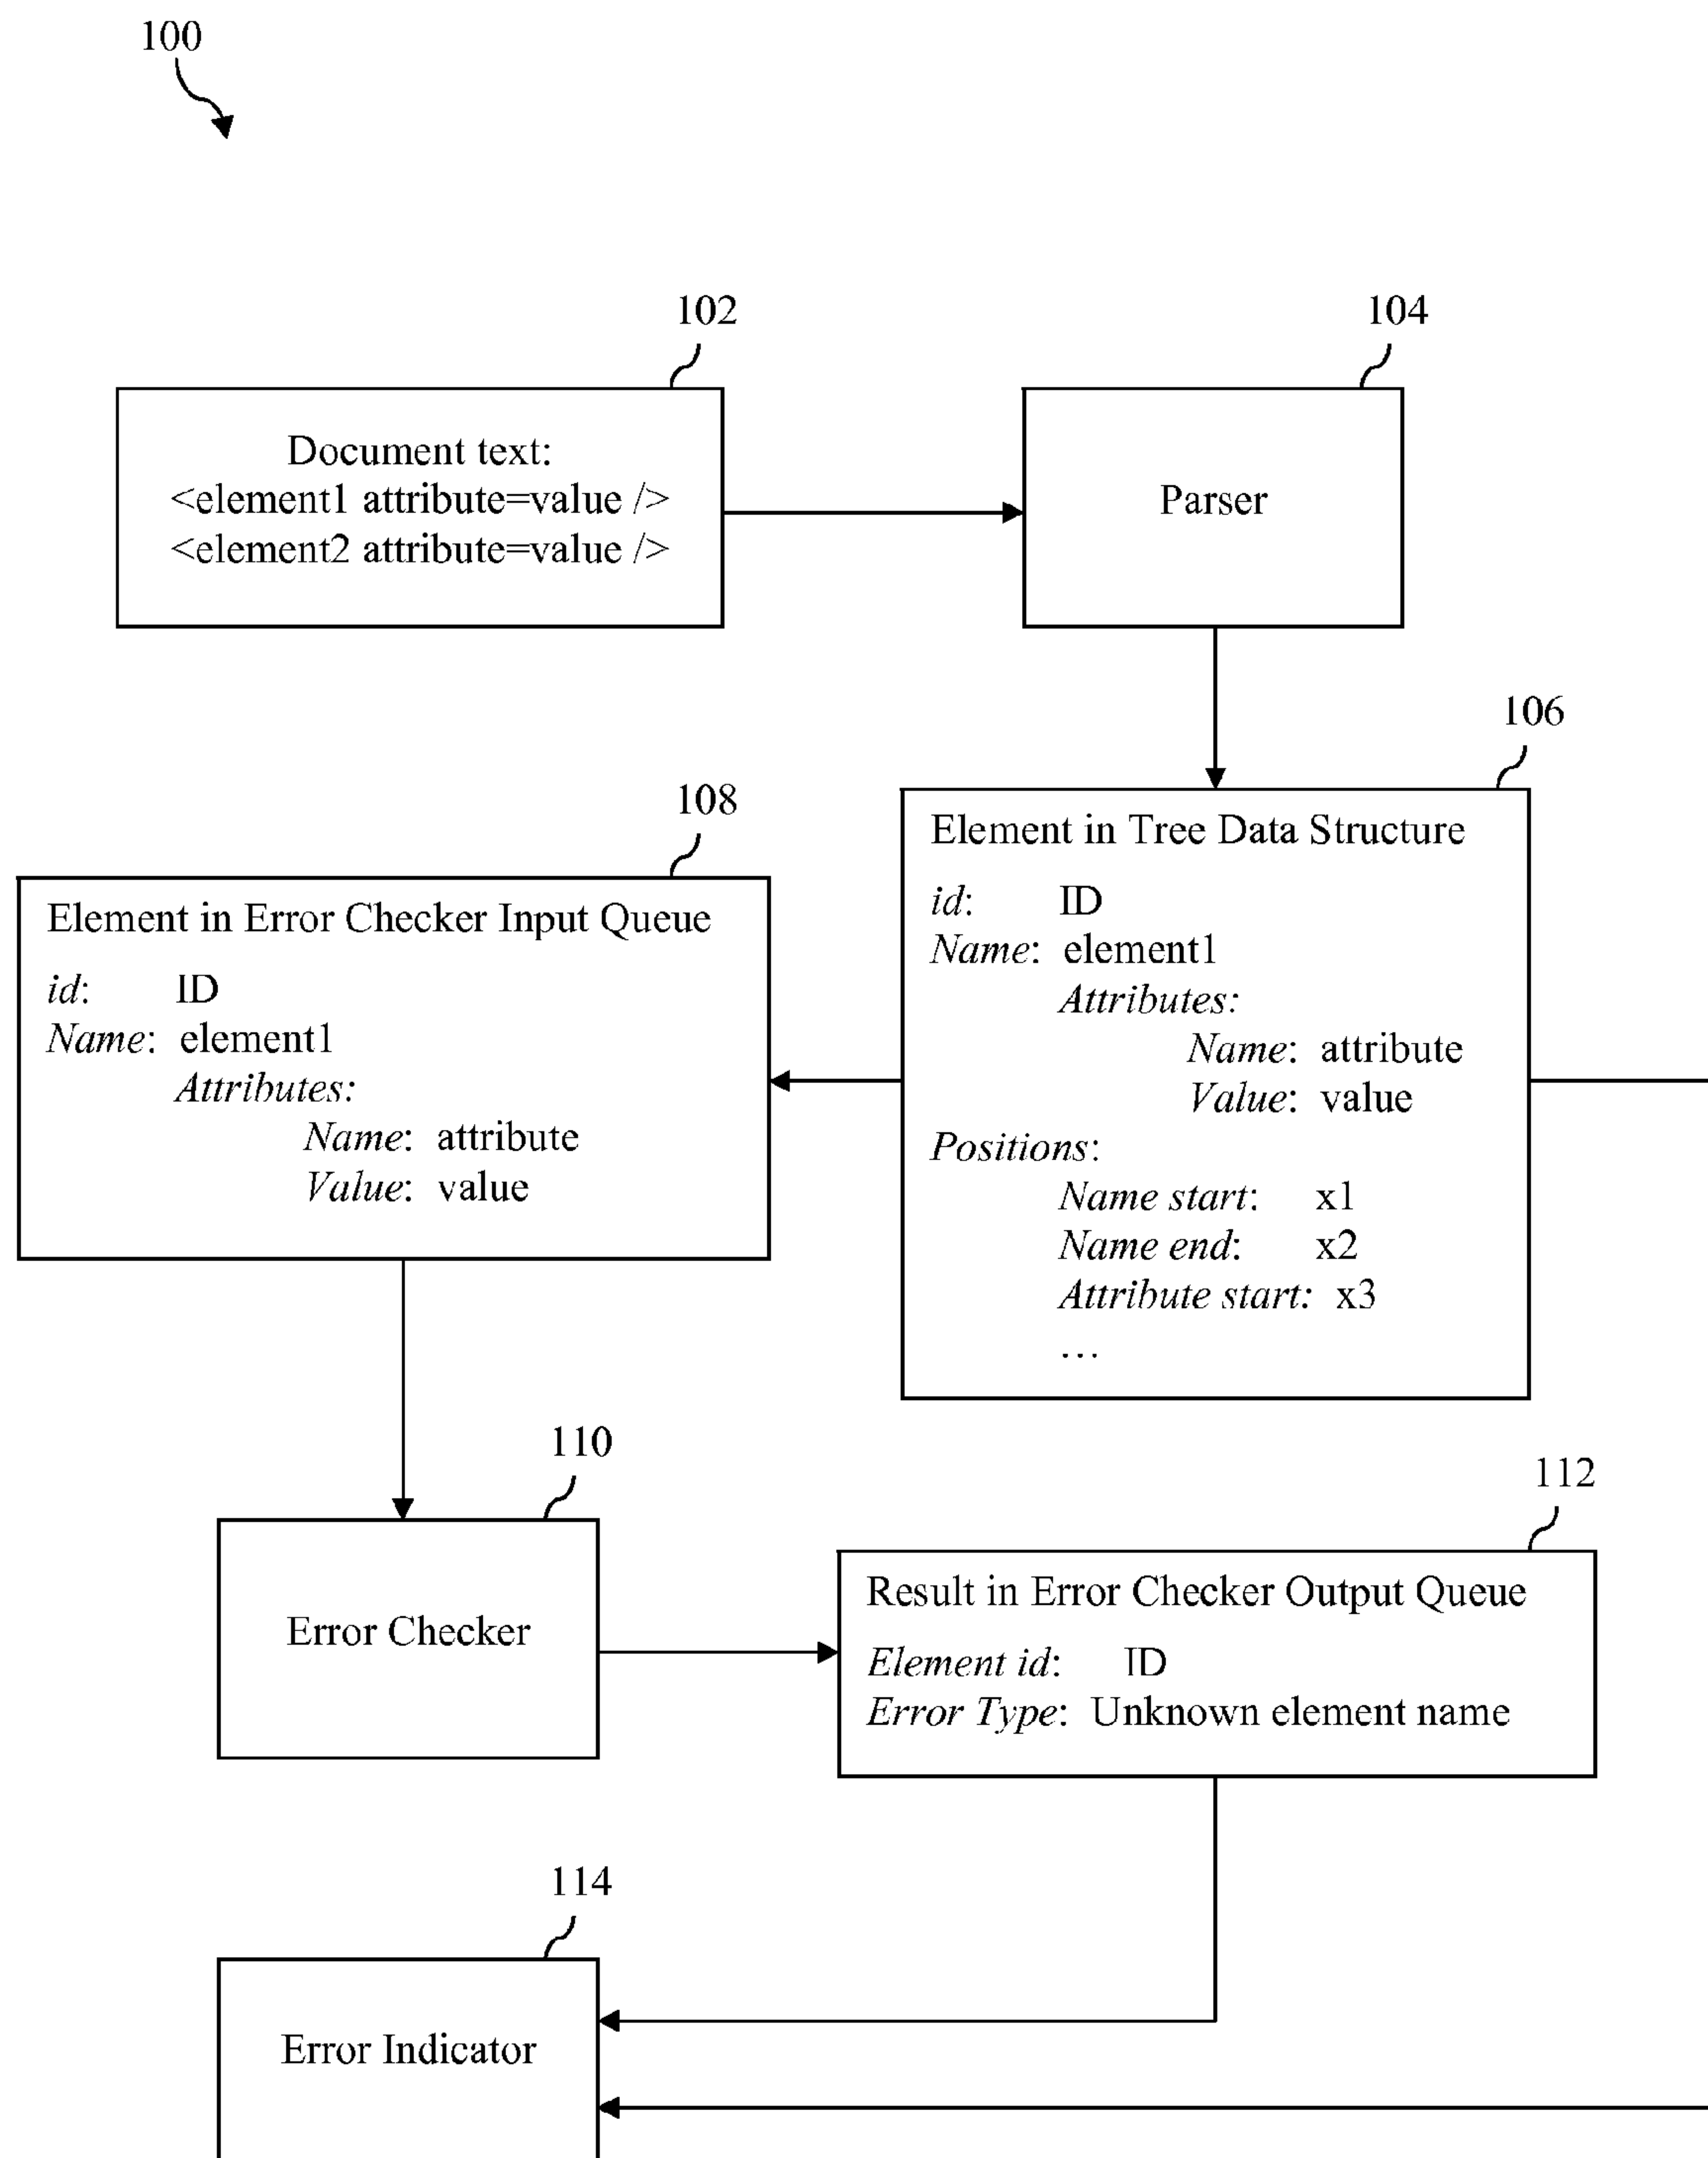 100
102
Document text:
<element1 attribute=value />
<element2 attribute=value />
104
Parser
106
Element in Tree Data Structure
id: ID
Name: element1
Attributes:
Name: attribute
Value: value
Positions:
Name start: x1
Name end: x2
Attribute start: x3
…
108
Element in Error Checker Input Queue
id: ID
Name: element1
Attributes:
Name: attribute
Value: value
110
Error Checker
112
Result in Error Checker Output Queue
Element id: ID
Error Type: Unknown element name
114
Error Indicator